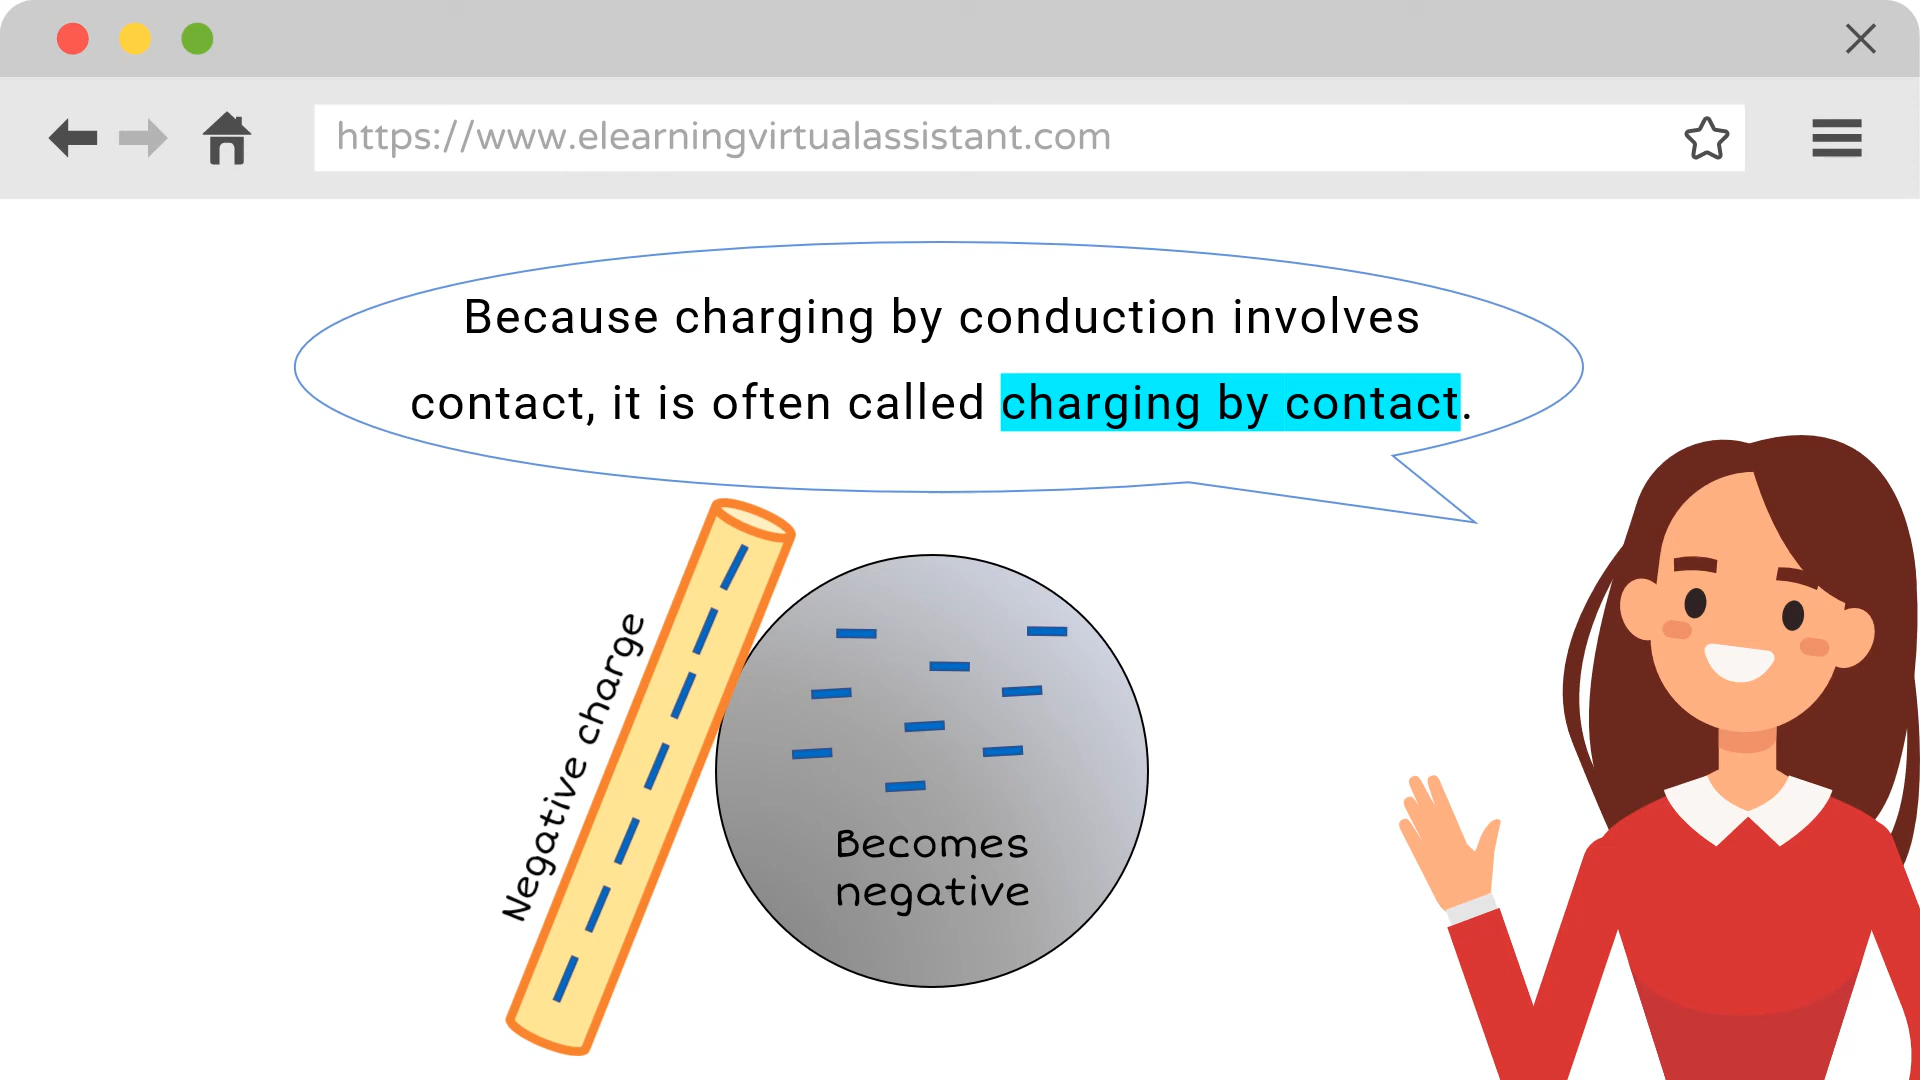 https://www.elearningvirtualassistant.com
Because charging by conduction involves
contact, it is often called charging by contact.
Negative charge
Becomes
negative